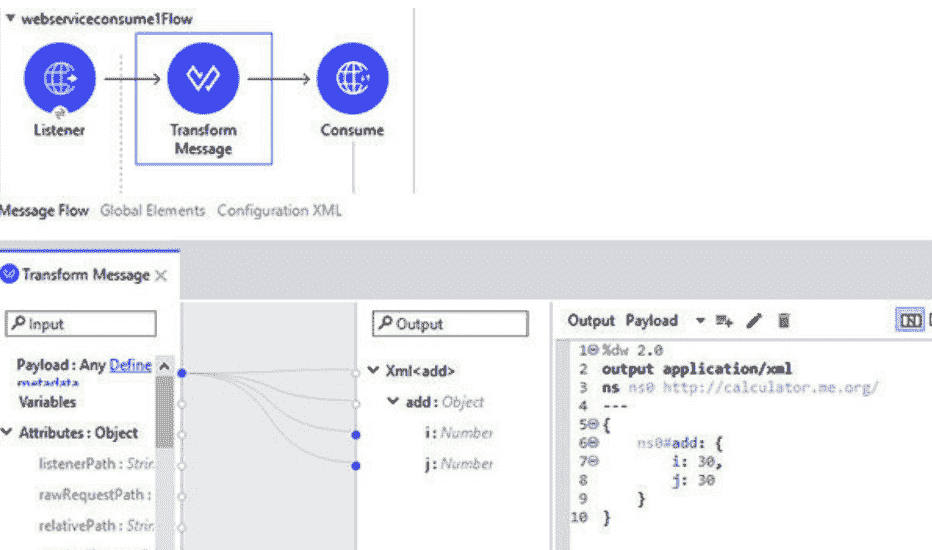 webserviceconsume1Flow
Listener
Transform
Message
Consume
Message Flow Global Elements Configuration XML
Transform Message
Input
Payload : Any Define
metadata
Variables
Attributes : Object
listenerPath : Strin
rawRequestPath :
relativePath : Strin
Output
Xml<add>
add : Object
i : Number
j : Number
Output Payload
1 %dw 2.0
2 output application/xml
3 ns ns0 http://calculator.me.org/
4 ---
5 {
6 ns0#add: {
7 i: 30,
8 j: 30
9 }
10 }